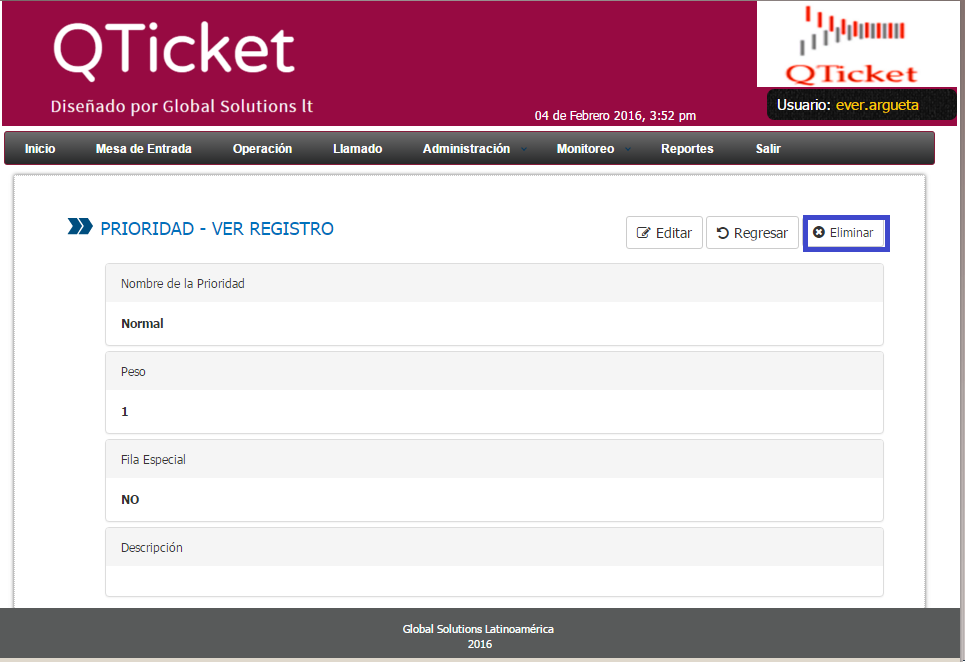 QTicket
Diseñado por Global Solutions lt
04 de Febrero 2016, 3:52 pm
QTicket
Usuario: ever.argueta
Inicio Mesa de Entrada Operación Llamado Administración Monitoreo Reportes Salir
PRIORIDAD - VER REGISTRO
Editar Regresar Eliminar
Nombre de la Prioridad
Normal
Peso
1
Fila Especial
NO
Descripción
Global Solutions Latinoamérica
2016